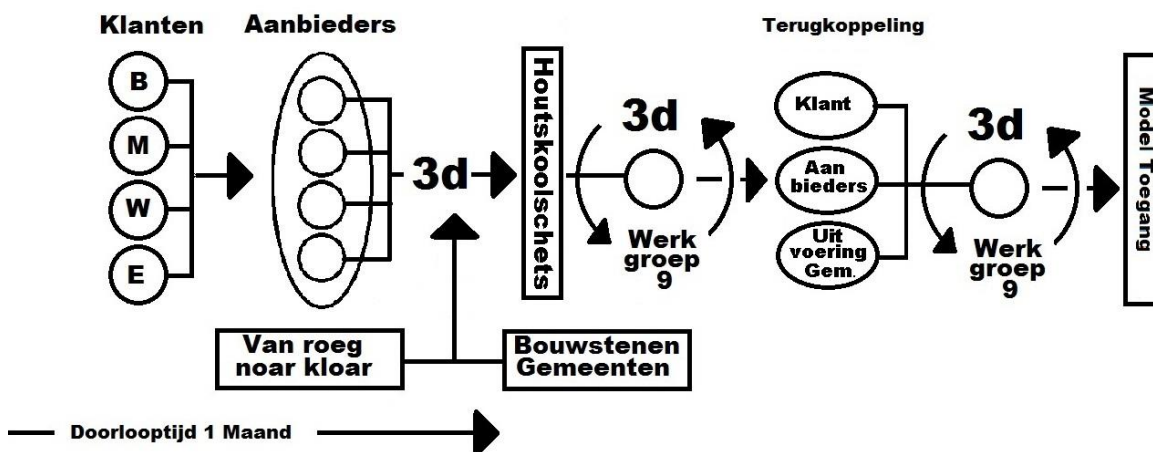 Klanten
B
M
W
E
Aanbieders
3d
Van roeg
noar kloar
Bouwstenen
Gemeenten
Houtskoolschets
3d
Werk
groep
9
Terugkoppeling
Klant
Aan
bieders
Uit
voering
Gem.
3d
Werk
groep
9
Model Toegang
Doorlooptijd 1 Maand